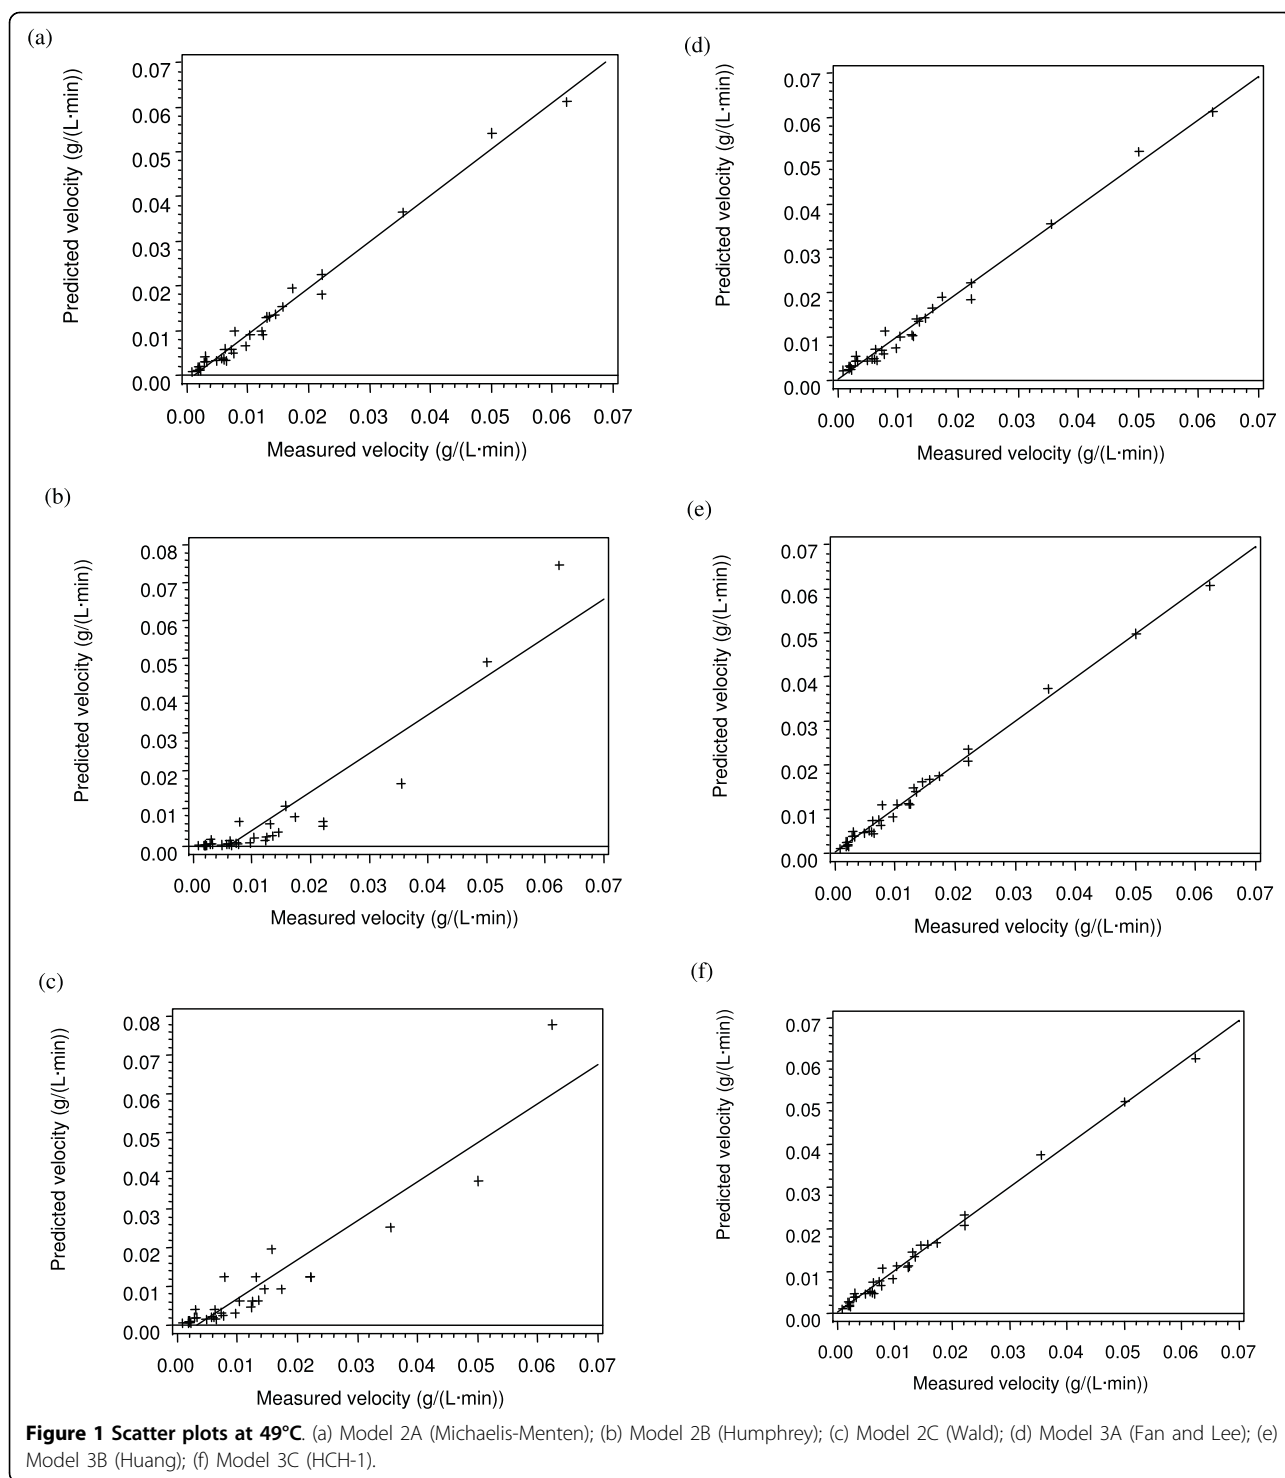 (a)
Predicted velocity (g/(L·min))
0.07
0.06
0.05
0.04
0.03
0.02
0.01
0.00
0.00 0.01 0.02 0.03 0.04 0.05 0.06 0.07
Measured velocity (g/(L·min))
(b)
Predicted velocity (g/(L·min))
0.08
0.07
0.06
0.05
0.04
0.03
0.02
0.01
0.00
0.00 0.01 0.02 0.03 0.04 0.05 0.06 0.07
Measured velocity (g/(L·min))
(c)
Predicted velocity (g/(L·min))
0.08
0.07
0.06
0.05
0.04
0.03
0.02
0.01
0.00
0.00 0.01 0.02 0.03 0.04 0.05 0.06 0.07
Measured velocity (g/(L·min))
(d)
Predicted velocity (g/(L·min))
0.07
0.06
0.05
0.04
0.03
0.02
0.01
0.00
0.00 0.01 0.02 0.03 0.04 0.05 0.06 0.07
Measured velocity (g/(L·min))
(e)
Predicted velocity (g/(L·min))
0.07
0.06
0.05
0.04
0.03
0.02
0.01
0.00
0.00 0.01 0.02 0.03 0.04 0.05 0.06 0.07
Measured velocity (g/(L·min))
(f)
Predicted velocity (g/(L·min))
0.07
0.06
0.05
0.04
0.03
0.02
0.01
0.00
0.00 0.01 0.02 0.03 0.04 0.05 0.06 0.07
Measured velocity (g/(L·min))
Figure 1 Scatter plots at 49°C. (a) Model 2A (Michaelis-Menten); (b) Model 2B (Humphrey); (c) Model 2C (Wald); (d) Model 3A (Fan and Lee); (e)
Model 3B (Huang); (f) Model 3C (HCH-1).